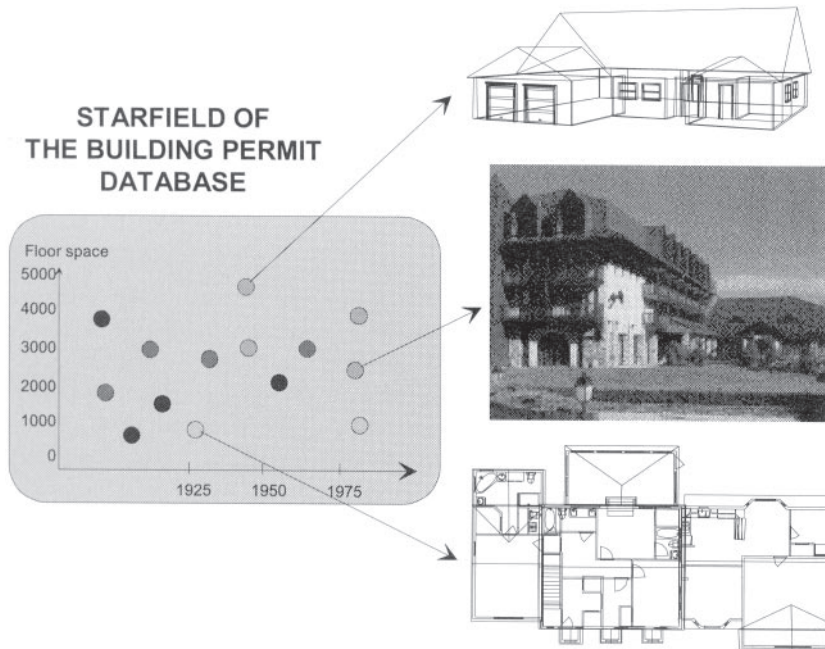 STARFIELD OF
THE BUILDING PERMIT
DATABASE
Floor space
5000
4000
3000
2000
1000
0
1925 1950 1975